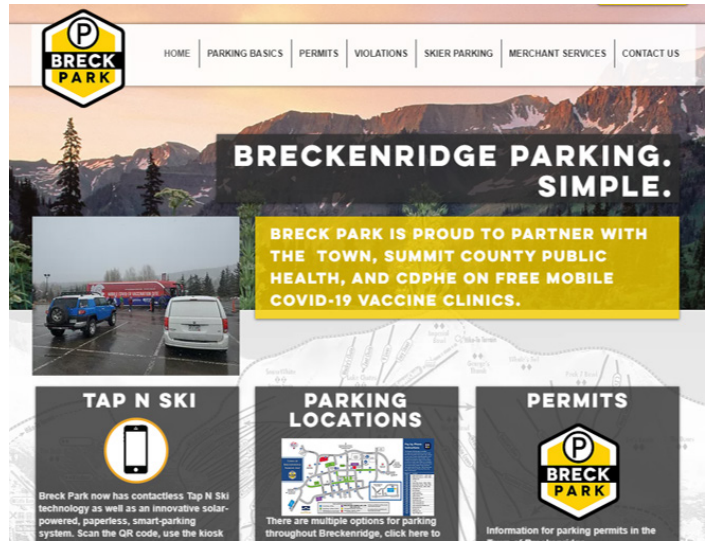 P
BRECK
PARK
HOME
PARKING BASICS
PERMITS
VIOLATIONS
SKIER PARKING
MERCHANT SERVICES
CONTACT US
BRECKENRIDGE PARKING.
SIMPLE.
BRECK PARK IS PROUD TO PARTNER WITH
THE TOWN, SUMMIT COUNTY PUBLIC
HEALTH, AND CDPHE ON FREE MOBILE
COVID-19 VACCINE CLINICS.
TAP N SKI
Breck Park now has contactless Tap N Ski
technology as well as an innovative solar-
powered, paperless, smart-parking
system. Scan the QR code, use the kiosk
PARKING
LOCATIONS
There are multiple options for parking
throughout Breckenridge, click here to
PERMITS
P
BRECK
PARK
Information for parking permits in the